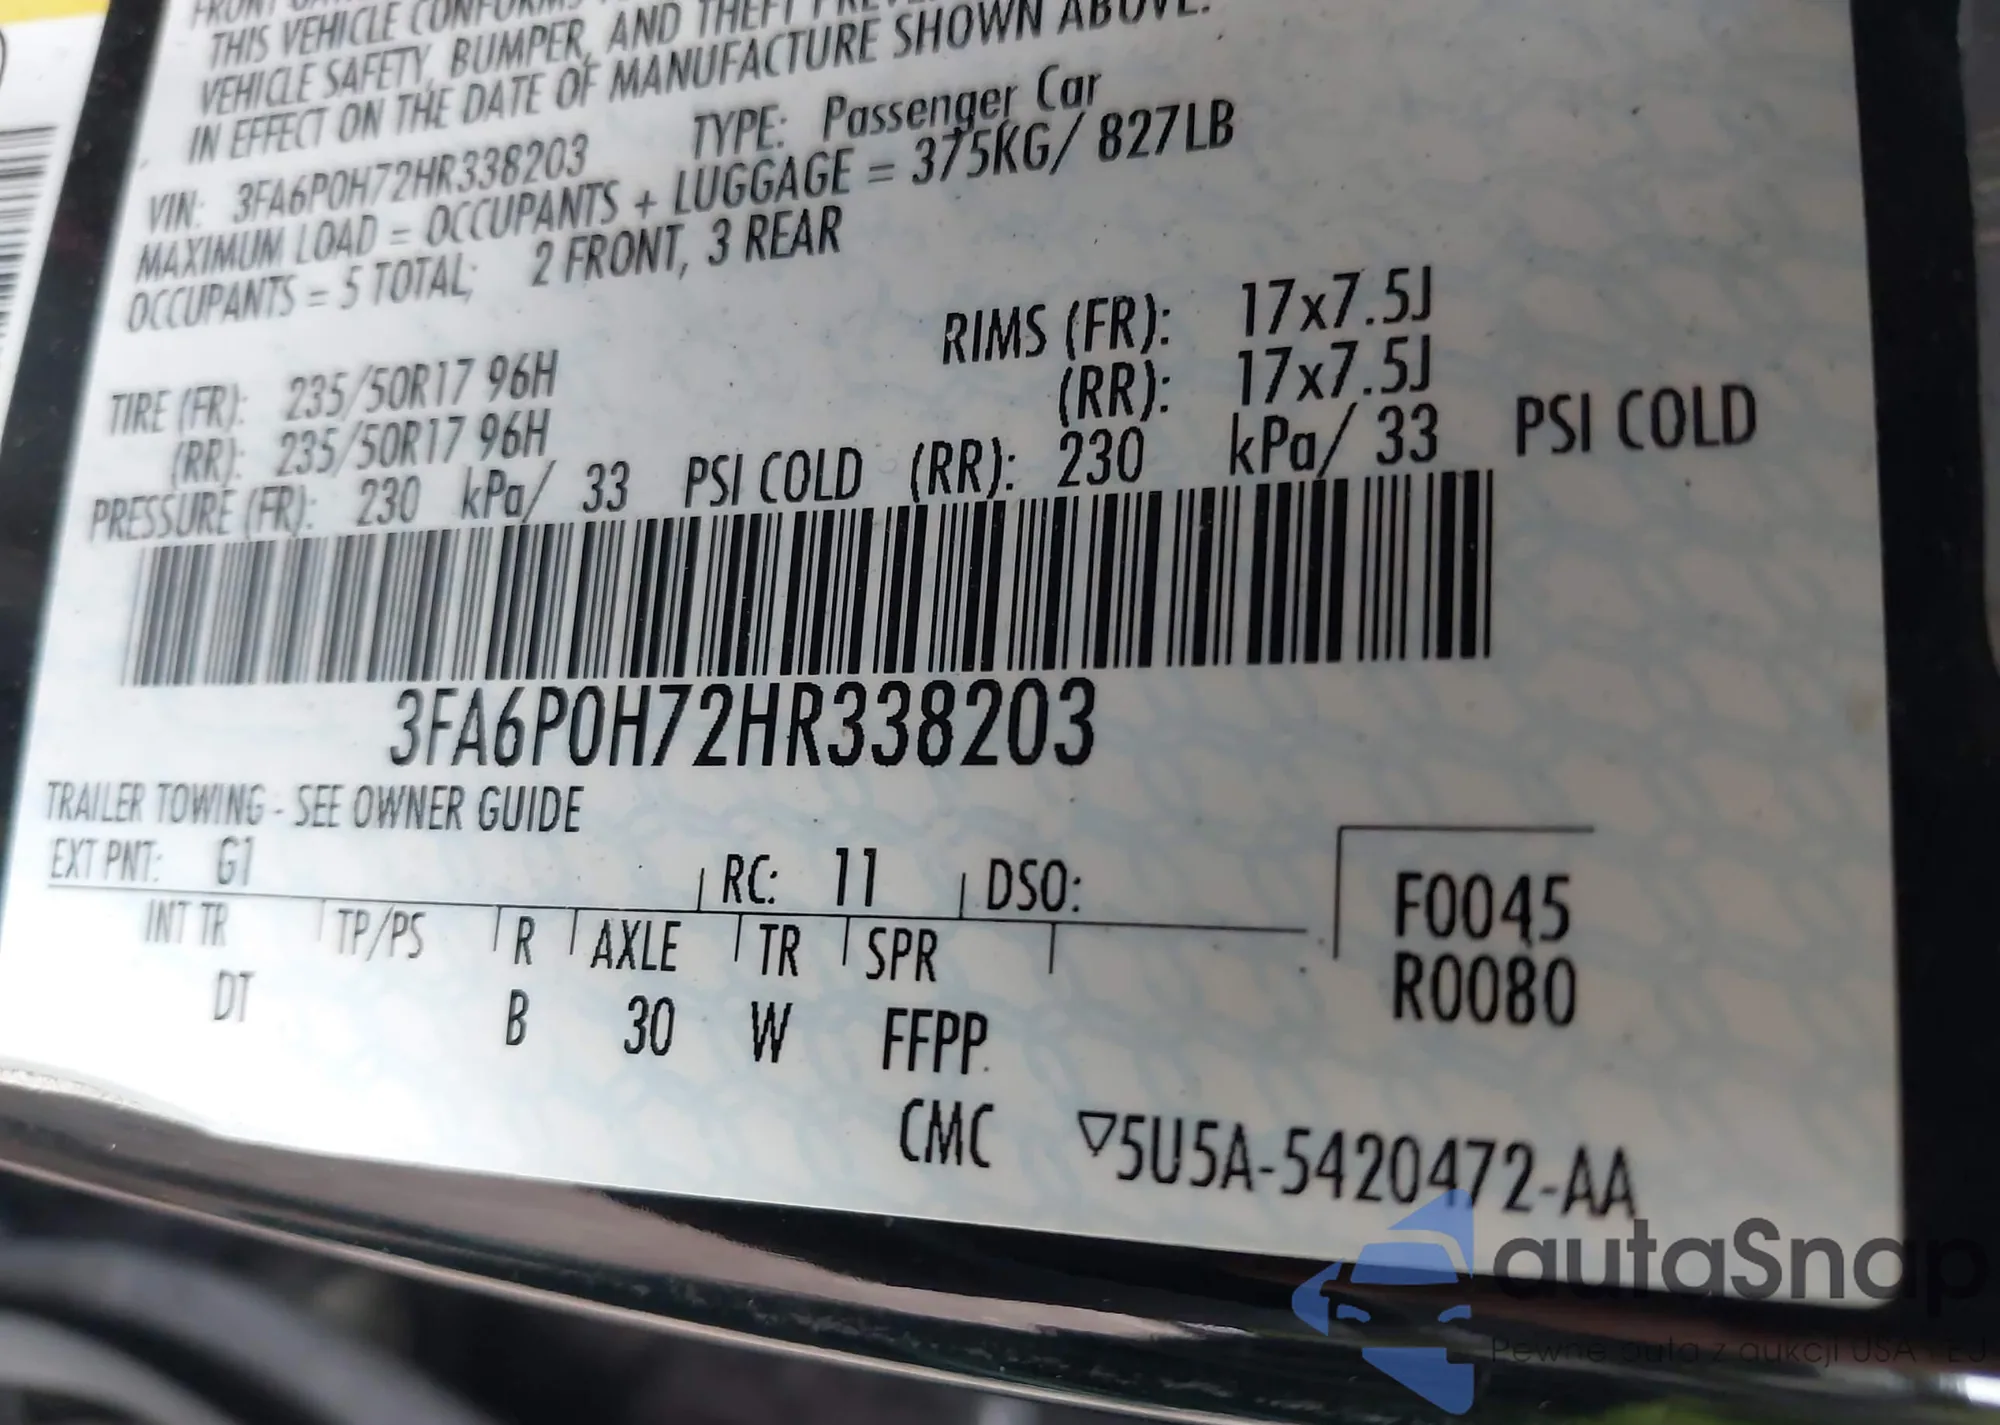 THIS VEHICLE CONFORMS
VEHICLE SAFETY, BUMPER, AND THEFT
IN EFFECT ON THE DATE OF MANUFACTURE SHOWN ABOVE.
VIN: 3FA6P0H72HR338203 TYPE: Passenger Car
MAXIMUM LOAD = OCCUPANTS + LUGGAGE = 375KG/ 827LB
OCCUPANTS = 5 TOTAL; 2 FRONT, 3 REAR
TIRE (FR): 235/50R17 96H RIMS (FR): 17x7.5J
(RR): 235/50R17 96H (RR): 17x7.5J
PRESSURE (FR): 230 kPa/ 33 PSI COLD (RR): 230 kPa/ 33 PSI COLD
3FA6P0H72HR338203
TRAILER TOWING - SEE OWNER GUIDE
EXT PNT: G1 RC: 11 DSO: F0045
INT TR TP/PS R AXLE TR SPR R0080
DT B 30 W FFPP
CMC ▽5U5A-5420472-AA
autaSnap
Pewne auta z aukcji USA